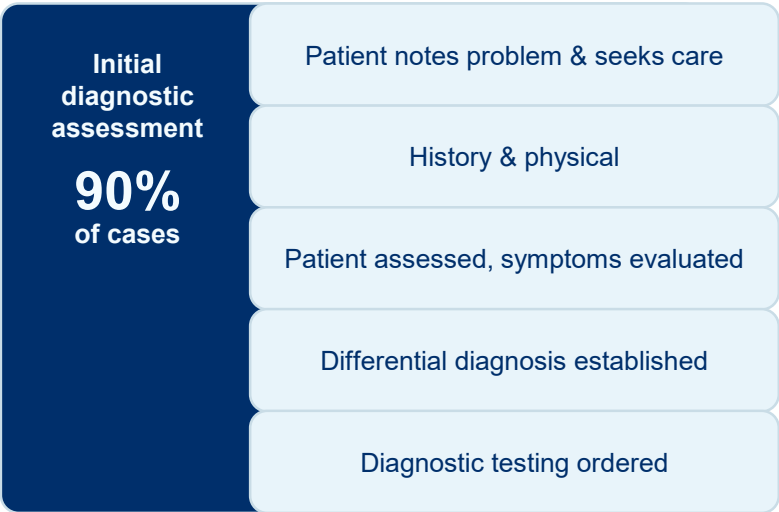 Initial
diagnostic
assessment
90%
of cases
Patient notes problem & seeks care
History & physical
Patient assessed, symptoms evaluated
Differential diagnosis established
Diagnostic testing ordered